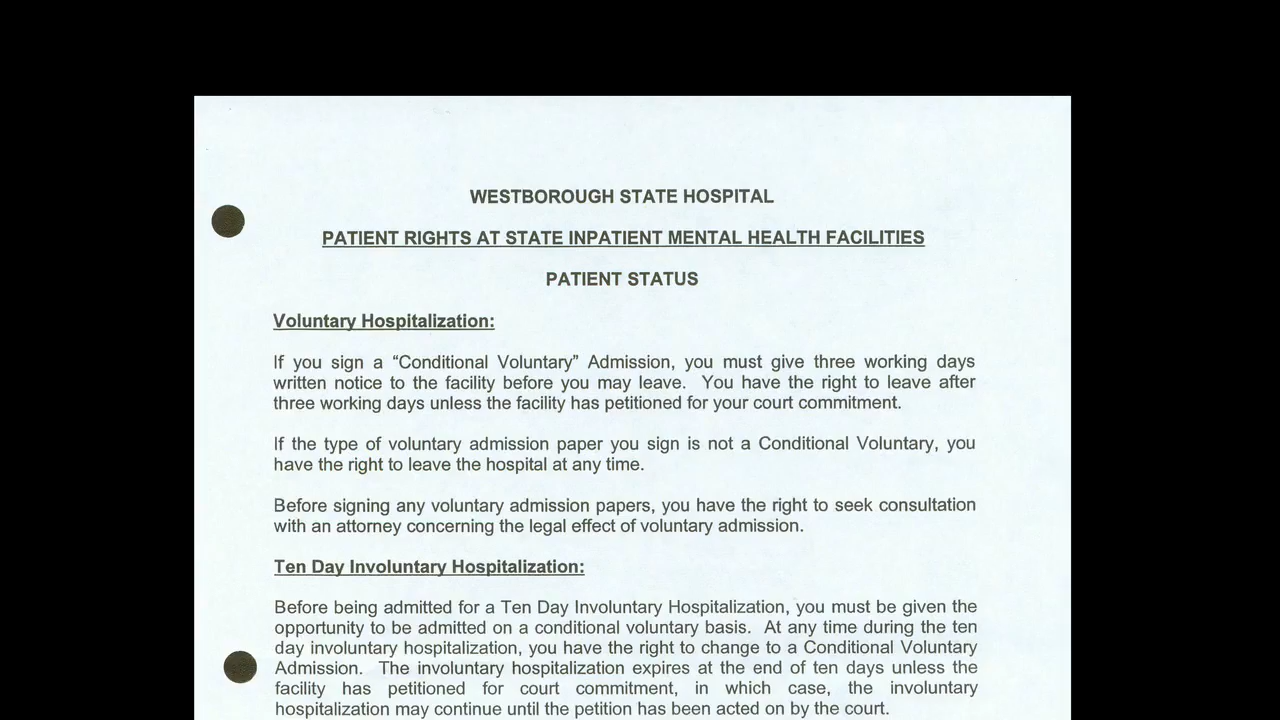 WESTBOROUGH STATE HOSPITAL
PATIENT RIGHTS AT STATE INPATIENT MENTAL HEALTH FACILITIES
PATIENT STATUS
Voluntary Hospitalization:
If you sign a “Conditional Voluntary” Admission, you must give three working days
written notice to the facility before you may leave.  You have the right to leave after
three working days unless the facility has petitioned for your court commitment.
If the type of voluntary admission paper you sign is not a Conditional Voluntary, you
have the right to leave the hospital at any time.
Before signing any voluntary admission papers, you have the right to seek consultation
with an attorney concerning the legal effect of voluntary admission.
Ten Day Involuntary Hospitalization:
Before being admitted for a Ten Day Involuntary Hospitalization, you must be given the
opportunity to be admitted on a conditional voluntary basis.  At any time during the ten
day involuntary hospitalization, you have the right to change to a Conditional Voluntary
Admission.  The involuntary hospitalization expires at the end of ten days unless the
facility has petitioned for court commitment, in which case, the involuntary
hospitalization may continue until the petition has been acted on by the court.